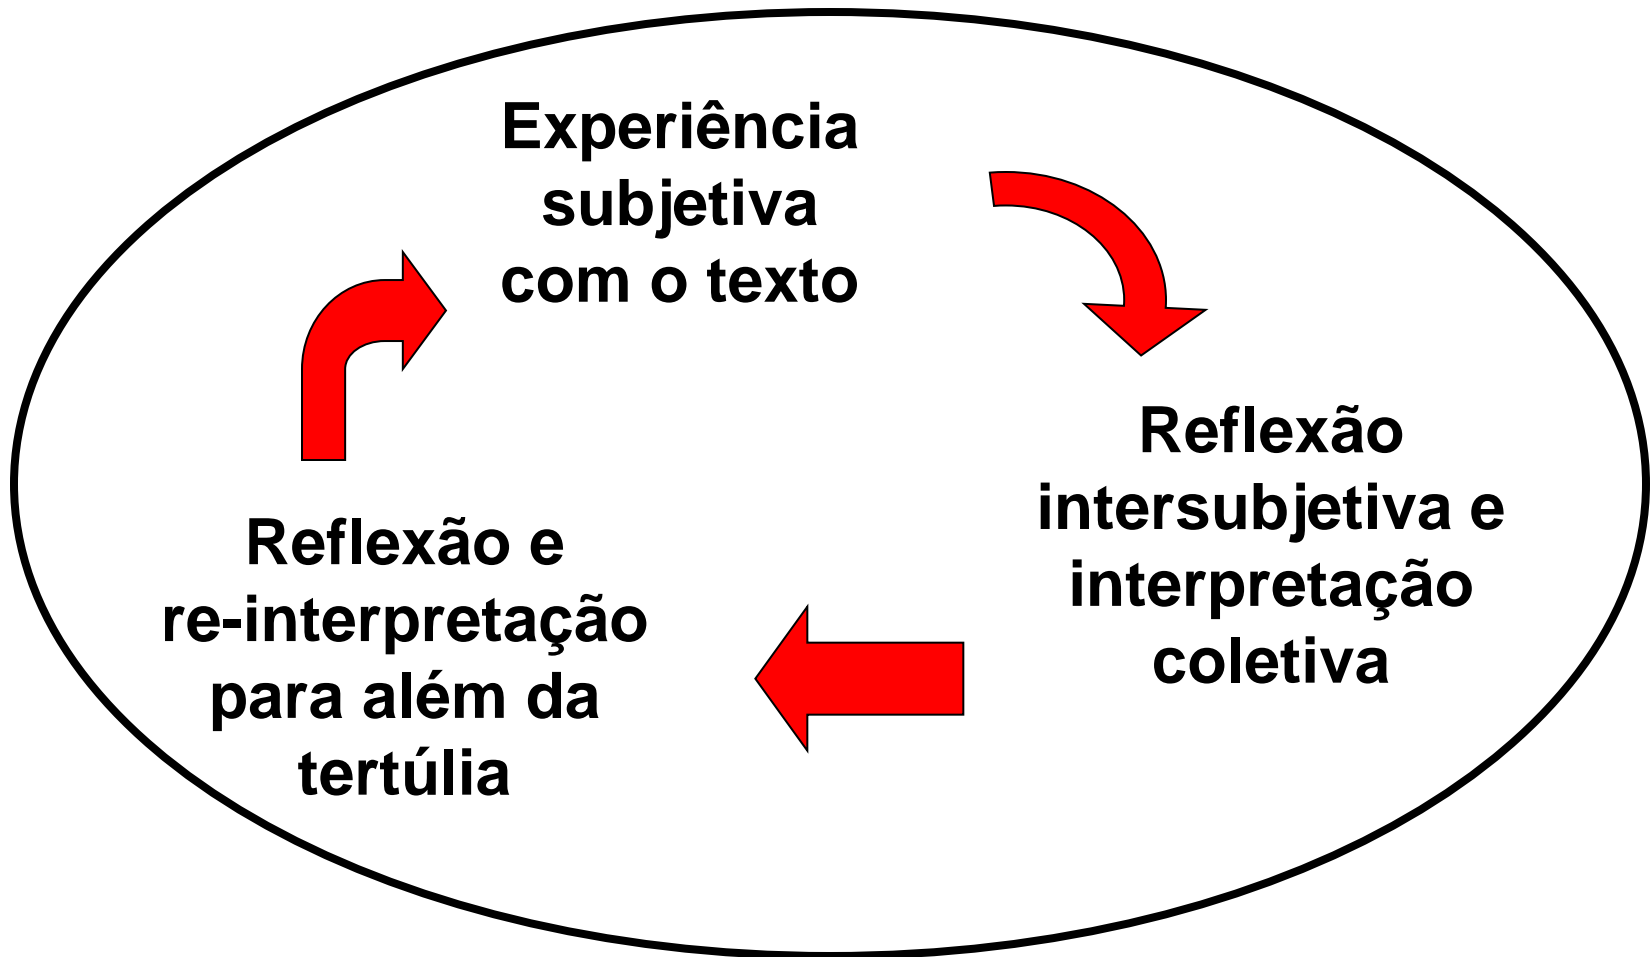 Experiência
subjetiva
com o texto
Reflexão
intersubjetiva e
interpretação
coletiva
Reflexão e
re-interpretação
para além da
tertúlia